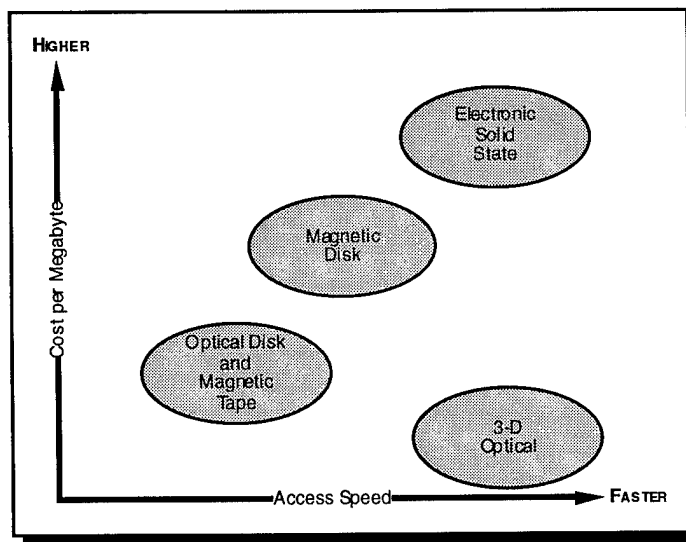 HIGHER
Electronic
Solid
State
Magnetic
Disk
Cost per Megabyte
Optical Disk
and
Magnetic
Tape
3-D
Optical
Access Speed
FASTER